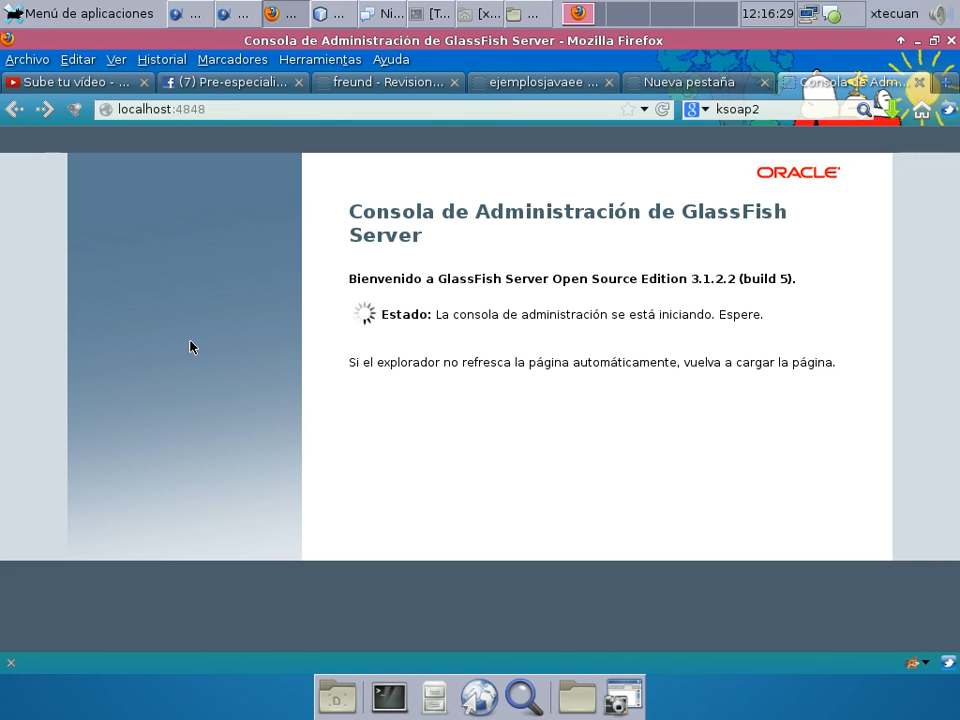 Menú de aplicaciones
...
...
...
...
Ni...
[T...
[x...
...
12:16:29
xtecuan
Consola de Administración de GlassFish Server - Mozilla Firefox
Archivo Editar Ver Historial Marcadores Herramientas Ayuda
Sube tu vídeo - ...
(7) Pre-especiali...
freund - Revision...
ejemplosjavaee ...
Nueva pestaña
Consola de Adm...
localhost:4848
ksoap2
ORACLE
Consola de Administración de GlassFish
Server
Bienvenido a GlassFish Server Open Source Edition 3.1.2.2 (build 5).
Estado: La consola de administración se está iniciando. Espere.
Si el explorador no refresca la página automáticamente, vuelva a cargar la página.